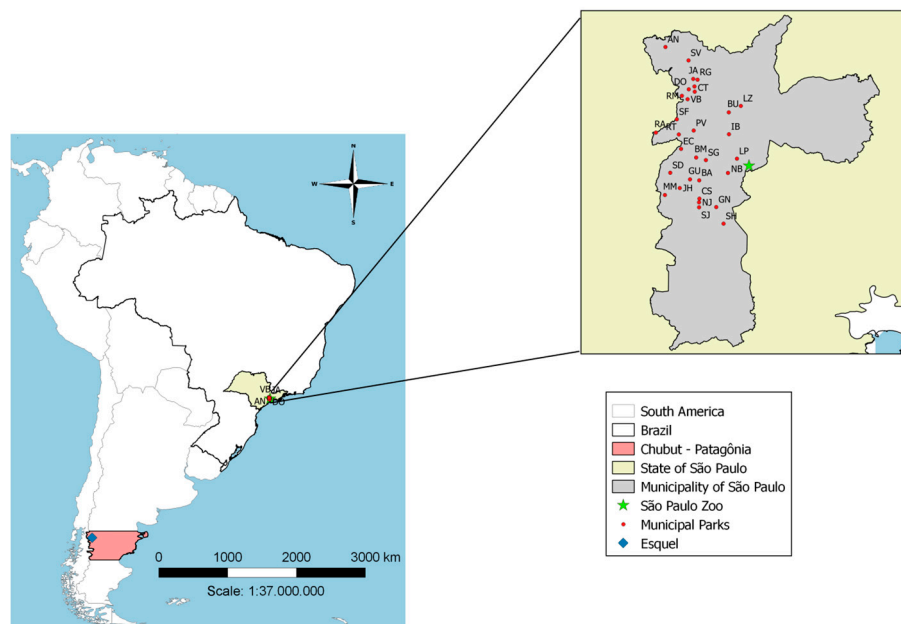 AN
SV
JA RG
DO
CT
RM
VB
LZ
BU
SF
RA RT PV
IB
EC
BM SG
LP
SD
GU BA
NB
MM JH
CS
NJ GN
SJ
SH
N
W E
S
VBJA
South America
Brazil
Chubut - Patagônia
State of São Paulo
Municipality of São Paulo
São Paulo Zoo
Municipal Parks
Esquel
0 1000 2000 3000 km
Scale: 1:37.000.000